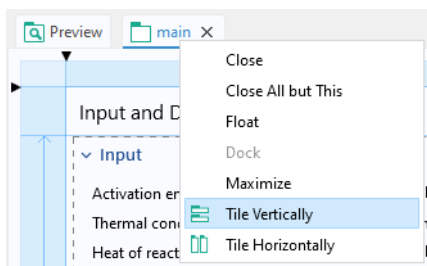 Preview main
Close
Close All but This
Input and D
Float
Dock
Input
Maximize
Activation en
Tile Vertically
Thermal con
Tile Horizontally
Heat of react